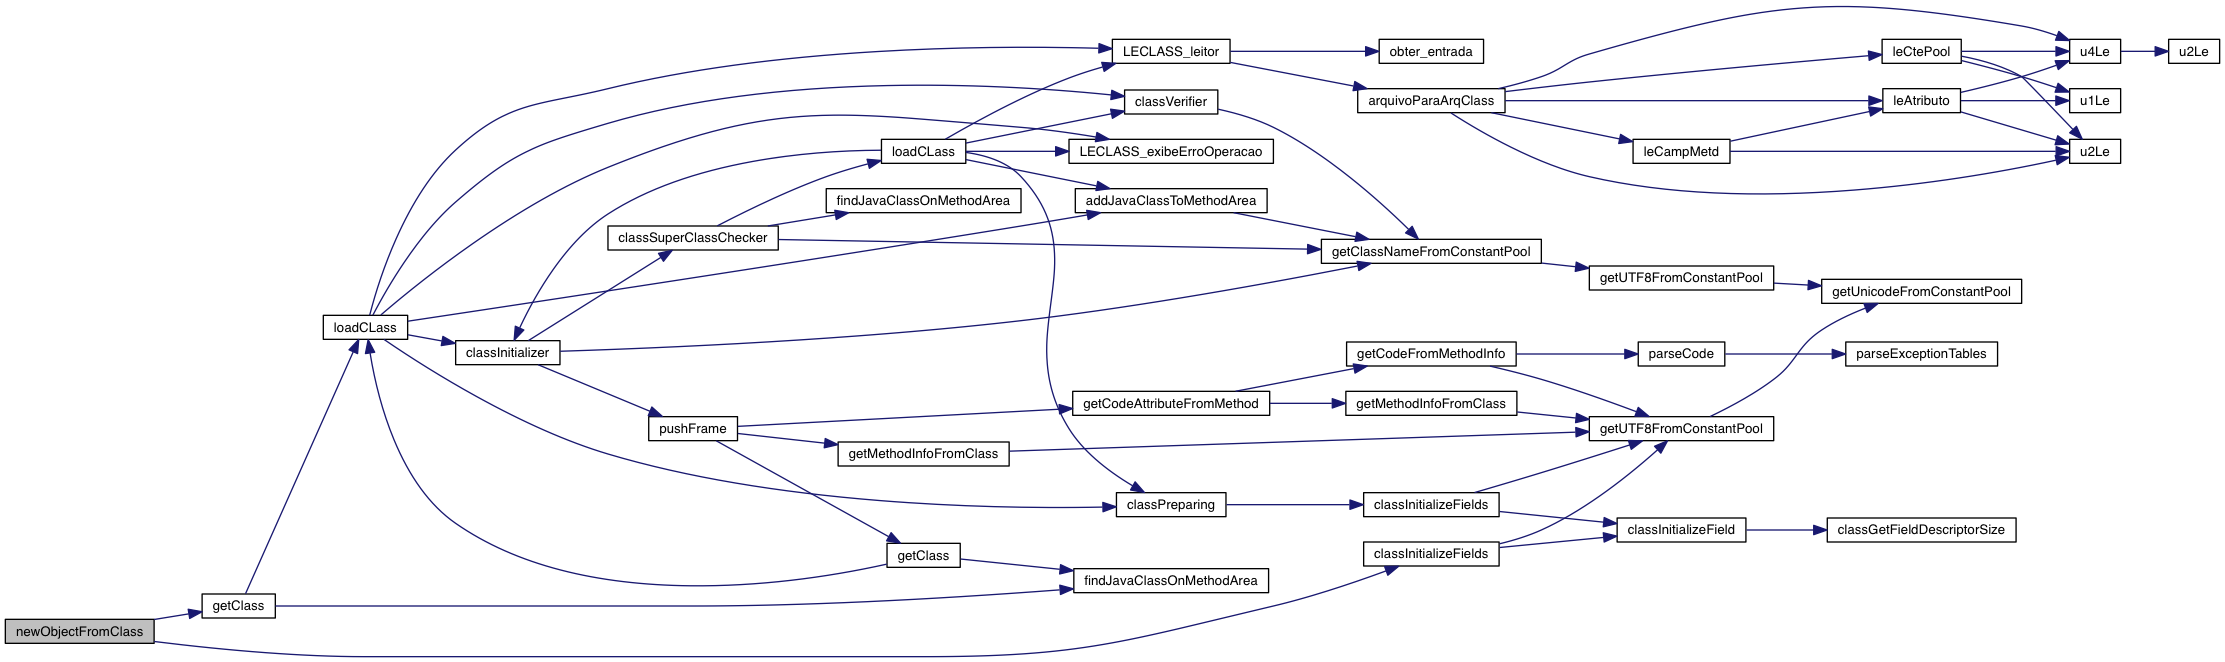 LECLASS_leitor
obter_entrada
leCtePool
u4Le
u2Le
classVerifier
arquivoParaArqClass
leAtributo
u1Le
loadCLass
LECLASS_exibeErroOperacao
leCampMetd
u2Le
findJavaClassOnMethodArea
addJavaClassToMethodArea
classSuperClassChecker
getClassNameFromConstantPool
getUTF8FromConstantPool
getUnicodeFromConstantPool
loadCLass
classInitializer
getCodeFromMethodInfo
parseCode
parseExceptionTables
getCodeAttributeFromMethod
getMethodInfoFromClass
pushFrame
getUTF8FromConstantPool
getMethodInfoFromClass
classPreparing
classInitializeFields
classInitializeField
classGetFieldDescriptorSize
getClass
classInitializeFields
findJavaClassOnMethodArea
getClass
newObjectFromClass